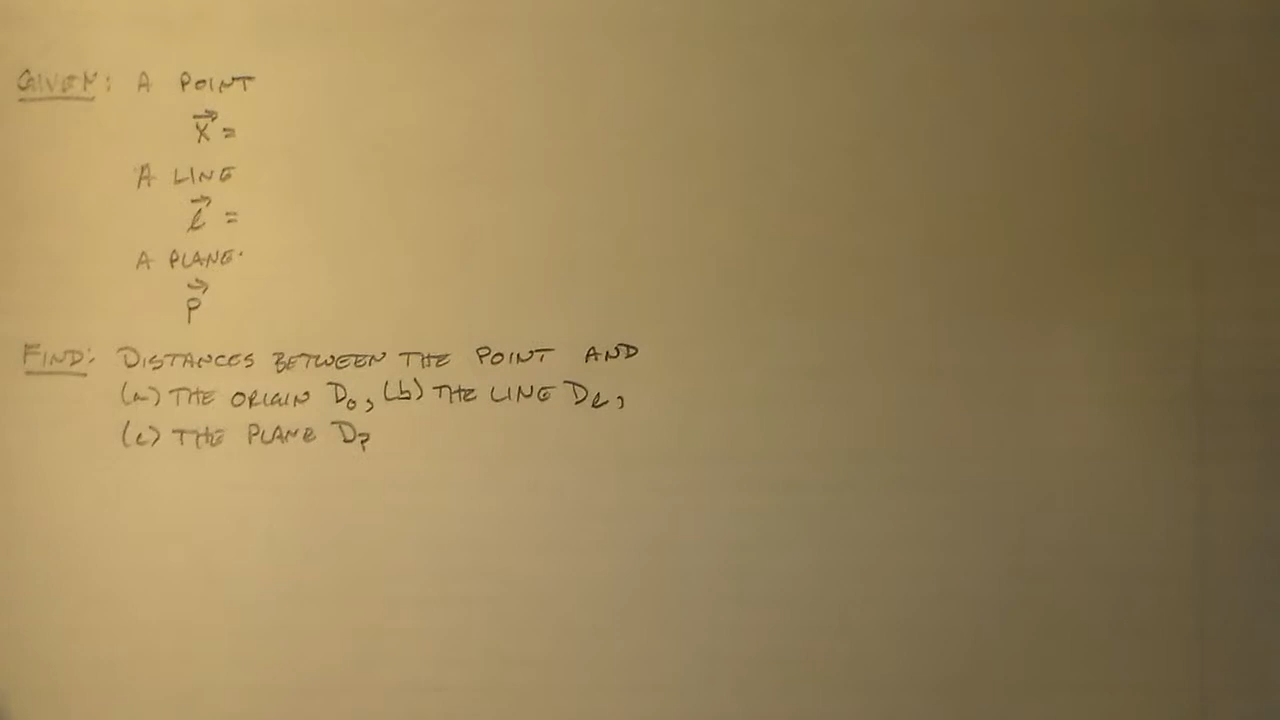 GIVEN: A POINT
x⃗ =
A LINE
ℓ⃗ =
A PLANE.
P⃗
FIND: DISTANCES BETWEEN THE POINT AND
(a) THE ORIGIN D₀, (b) THE LINE Dℓ,
(c) THE PLANE Dₚ